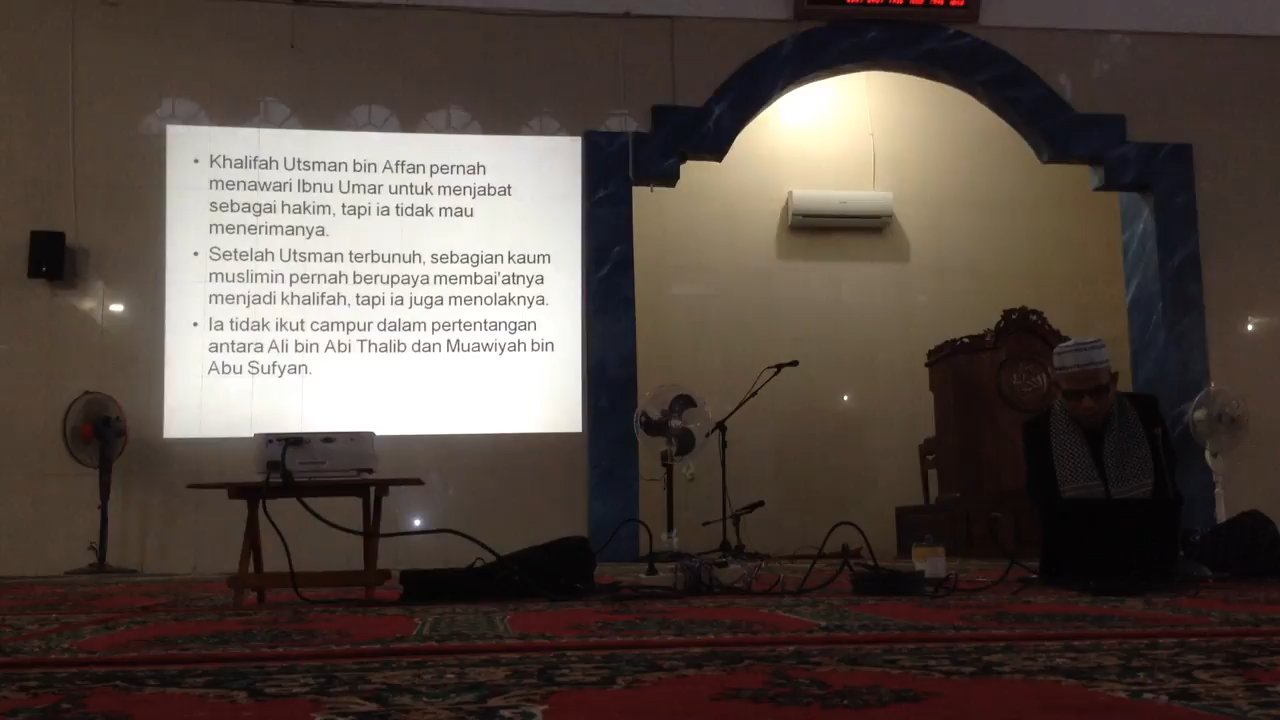 • Khalifah Utsman bin Affan pernah
menawari Ibnu Umar untuk menjabat
sebagai hakim, tapi ia tidak mau
menerimanya.
• Setelah Utsman terbunuh, sebagian kaum
muslimin pernah berupaya membai'atnya
menjadi khalifah, tapi ia juga menolaknya.
• Ia tidak ikut campur dalam pertentangan
antara Ali bin Abi Thalib dan Muawiyah bin
Abu Sufyan.